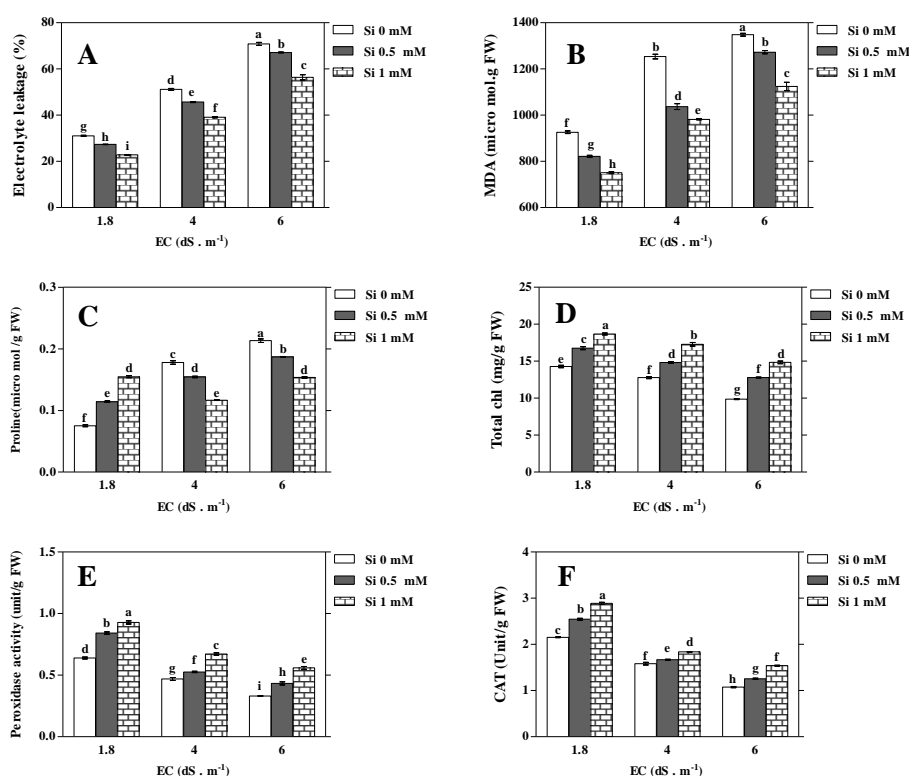 A
Electrolyte leakage (%)
80
60
40
20
0
g h i
d e f
a b c
1.8 4 6
EC (dS . m-1)
Si 0 mM
Si 0.5 mM
Si 1 mM
B
MDA (micro mol.g FW)
1400
1200
1000
800
600
f g h
b d e
a b c
1.8 4 6
EC (dS . m-1)
Si 0 mM
Si 0.5 mM
Si 1 mM
C
Proline(micro mol /g FW)
0.3
0.2
0.1
0.0
f e d
c d e
a b d
1.8 4 6
EC (dS . m-1)
Si 0 mM
Si 0.5 mM
Si 1 mM
D
Total chl (mg/g FW)
25
20
15
10
5
0
e c a
f d b
g f d
1.8 4 6
EC (dS . m-1)
Si 0 mM
Si 0.5 mM
Si 1 mM
E
Peroxidase activity (unit/g FW)
1.5
1.0
0.5
0.0
d b a
g f c
i h e
1.8 4 6
EC (dS . m-1)
Si 0 mM
Si 0.5 mM
Si 1 mM
F
CAT (Unit/g FW)
4
3
2
1
0
c b a
f e d
h g f
1.8 4 6
EC (dS . m-1)
Si 0 mM
Si 0.5 mM
Si 1 mM